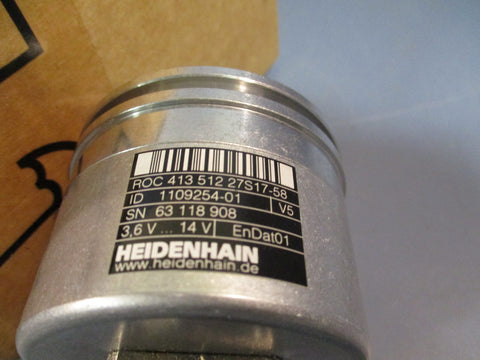 ROC 413 512 27S17-58
ID 1109254-01 V5
SN 63 118 908
3,6 V ... 14 V EnDat01
HEIDENHAIN
www.heidenhain.de